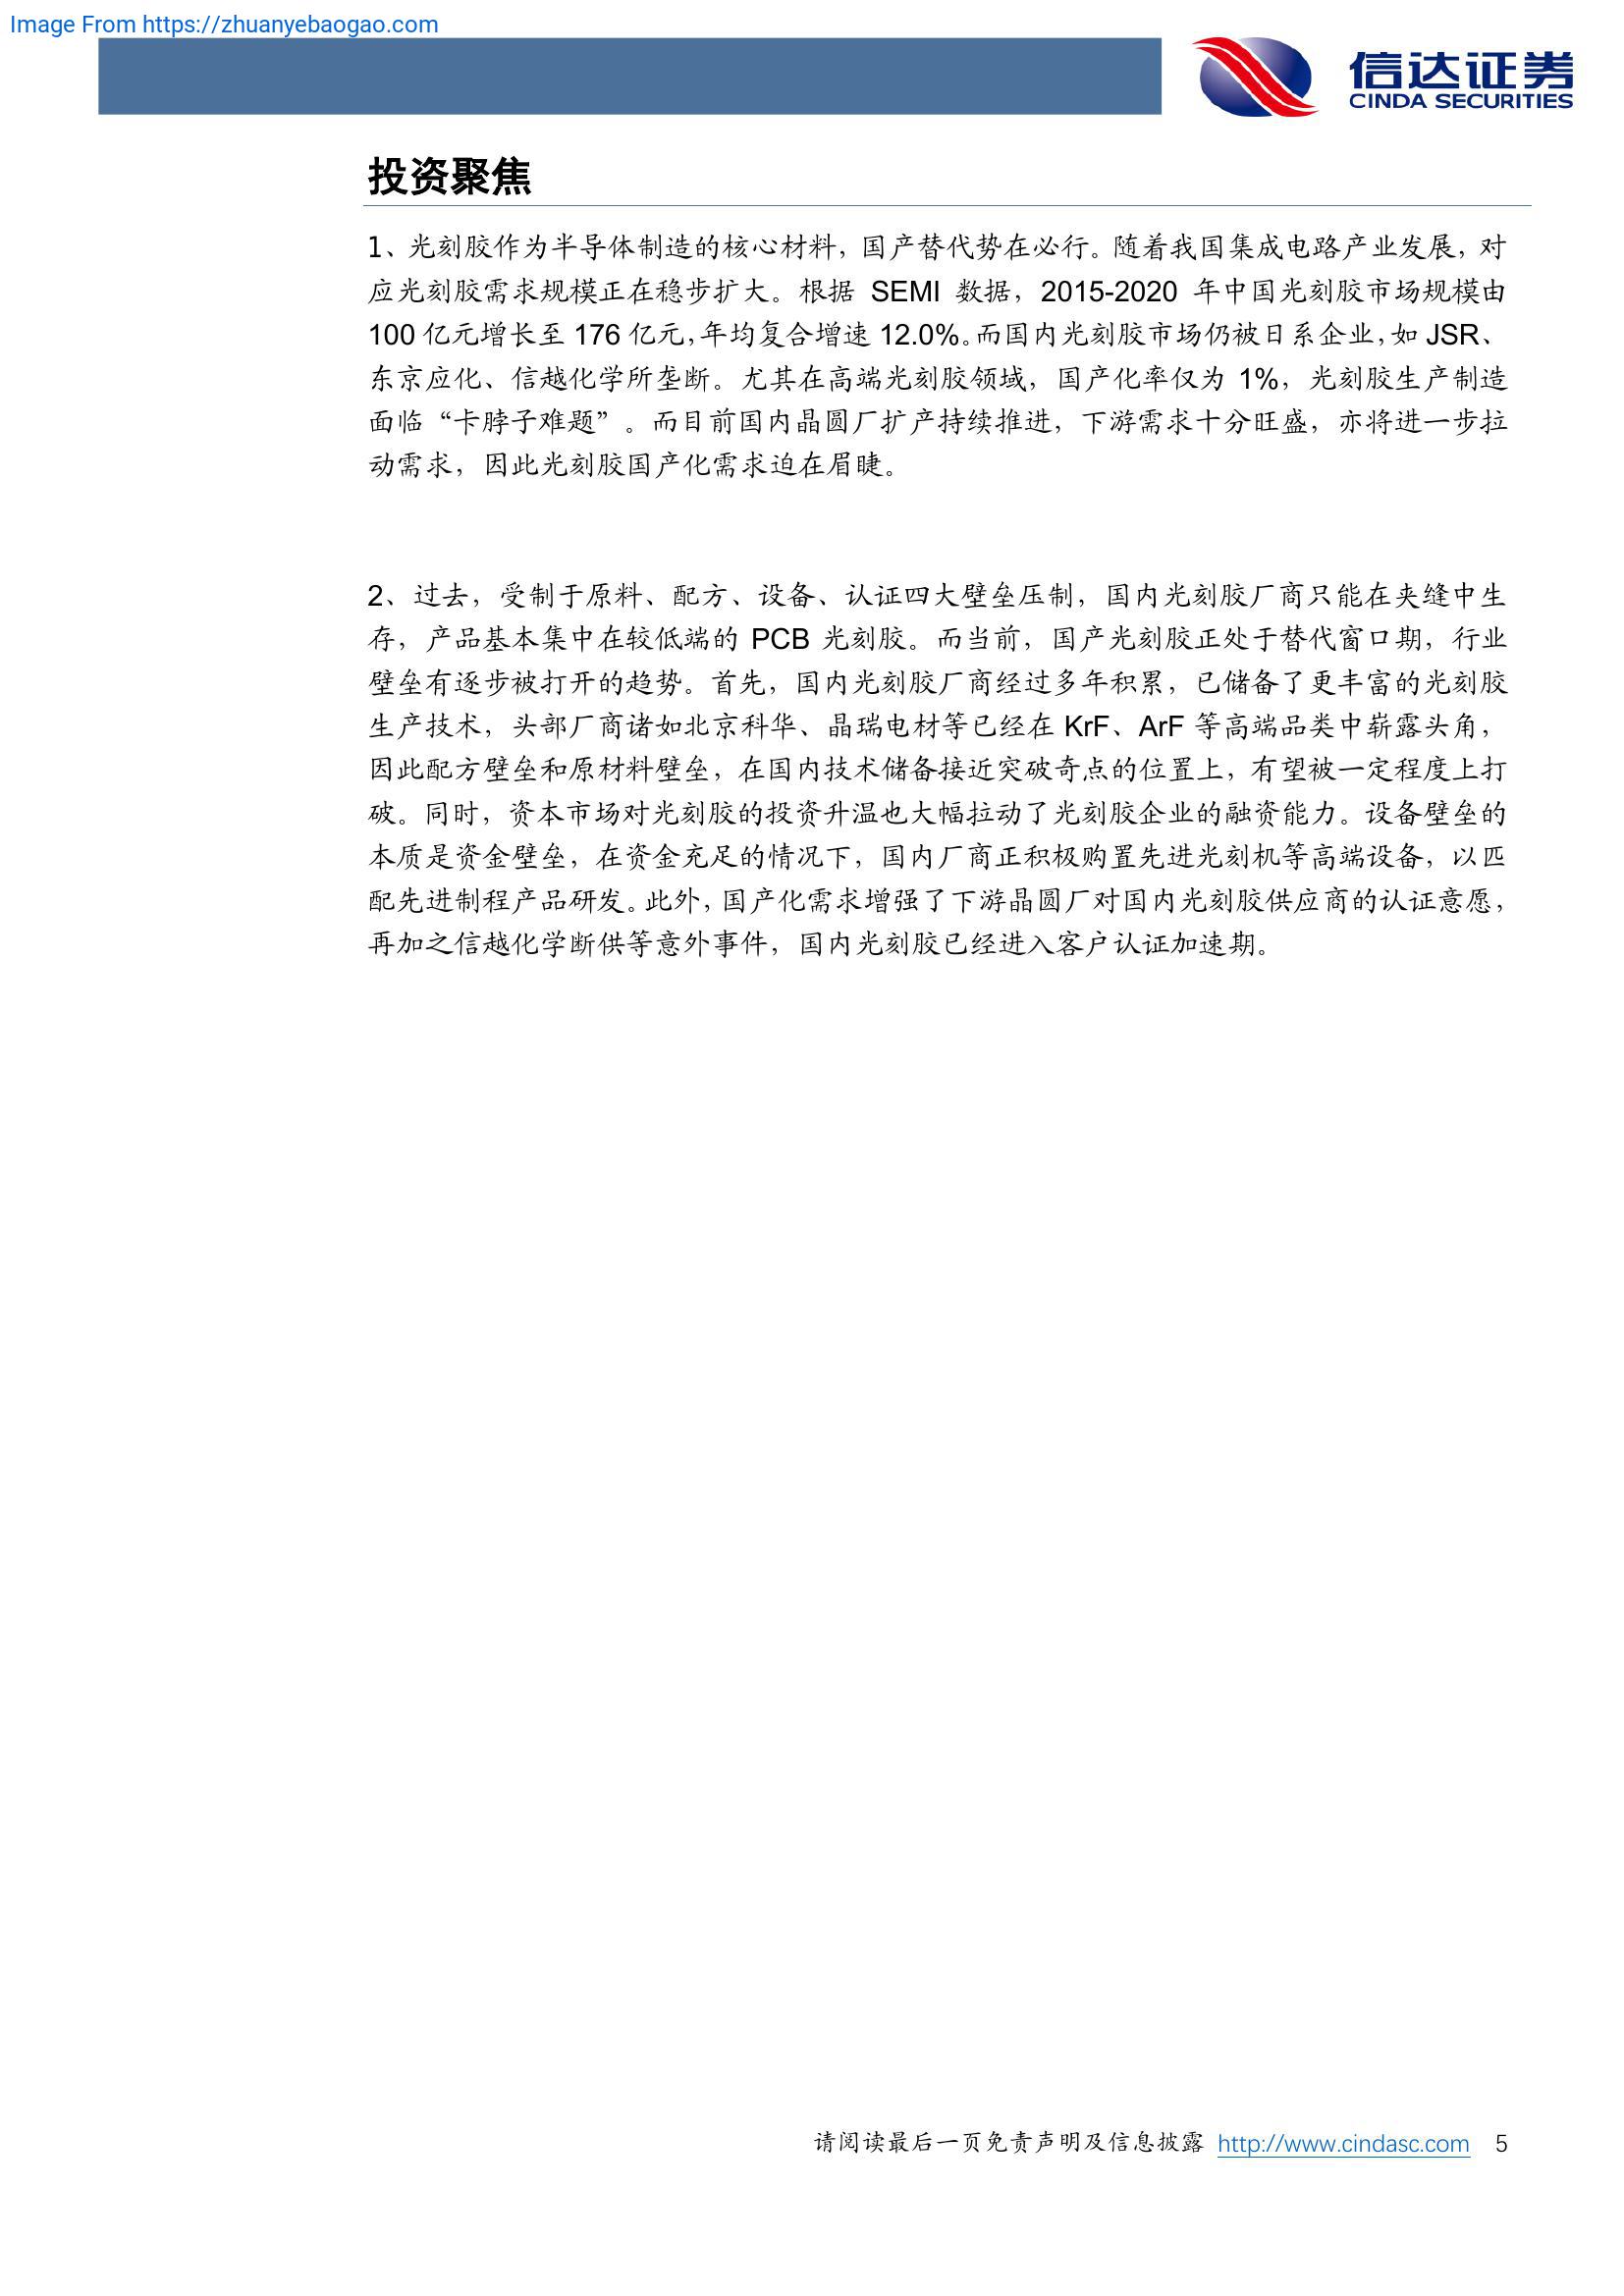 Image From https://zhuanyebaogao.com
信达证券
CINDA SECURITIES
投资聚焦
1、光刻胶作为半导体制造的核心材料，国产替代势在必行。随着我国集成电路产业发展，对
应光刻胶需求规模正在稳步扩大。根据 SEMI 数据，2015-2020 年中国光刻胶市场规模由
100 亿元增长至 176 亿元，年均复合增速 12.0%。而国内光刻胶市场仍被日系企业，如 JSR、
东京应化、信越化学所垄断。尤其在高端光刻胶领域，国产化率仅为 1%，光刻胶生产制造
面临“卡脖子难题”。而目前国内晶圆厂扩产持续推进，下游需求十分旺盛，亦将进一步拉
动需求，因此光刻胶国产化需求迫在眉睫。
2、过去，受制于原料、配方、设备、认证四大壁垒压制，国内光刻胶厂商只能在夹缝中生
存，产品基本集中在较低端的 PCB 光刻胶。而当前，国产光刻胶正处于替代窗口期，行业
壁垒有逐步被打开的趋势。首先，国内光刻胶厂商经过多年积累，已储备了更丰富的光刻胶
生产技术，头部厂商诸如北京科华、晶瑞电材等已经在 KrF、ArF 等高端品类中崭露头角，
因此配方壁垒和原材料壁垒，在国内技术储备接近突破奇点的位置上，有望被一定程度上打
破。同时，资本市场对光刻胶的投资升温也大幅拉动了光刻胶企业的融资能力。设备壁垒的
本质是资金壁垒，在资金充足的情况下，国内厂商正积极购置先进光刻机等高端设备，以匹
配先进制程产品研发。此外，国产化需求增强了下游晶圆厂对国内光刻胶供应商的认证意愿，
再加之信越化学断供等意外事件，国内光刻胶已经进入客户认证加速期。
请阅读最后一页免责声明及信息披露 http://www.cindasc.com 5